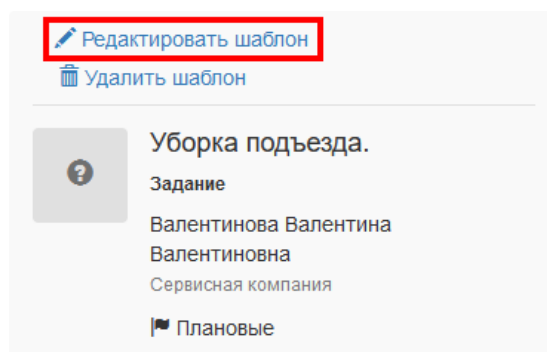 Редактировать шаблон
Удалить шаблон
Уборка подъезда.
Задание
Валентинова Валентина
Валентиновна
Сервисная компания
Плановые